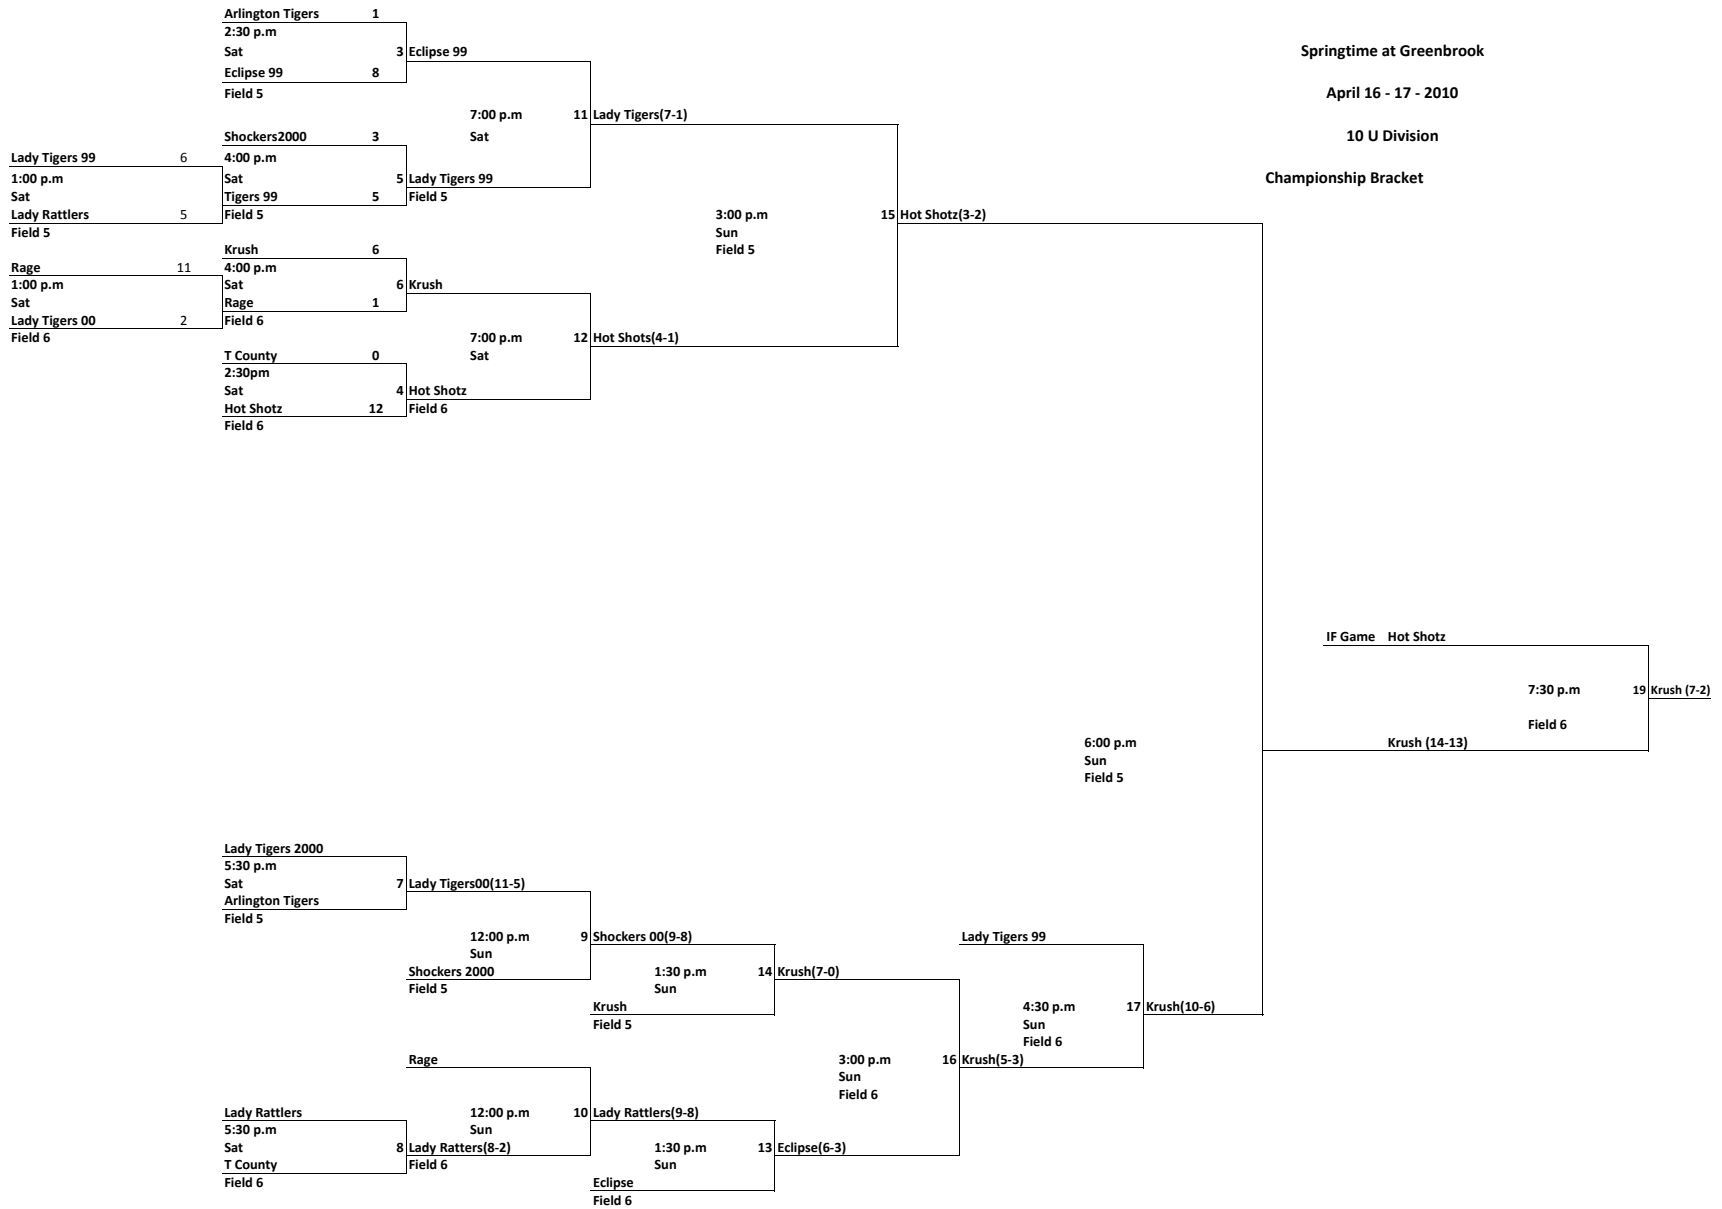 Springtime at Greenbrook
April 16 - 17 - 2010
10 U Division
Championship Bracket
Lady Tigers 99 6
1:00 p.m
Sat
Lady Rattlers 5
Field 5
Rage 11
1:00 p.m
Sat
Lady Tigers 00 2
Field 6
Arlington Tigers 1
2:30 p.m
Sat 3
Eclipse 99 8
Field 5
Shockers2000 3
4:00 p.m
Sat 5
Tigers 99 5
Field 5
Krush 6
4:00 p.m
Sat 6
Rage 1
Field 6
T County 0
2:30pm
Sat 4
Hot Shotz 12
Field 6
Eclipse 99
7:00 p.m 11
Sat
Lady Tigers 99
Field 5
Krush
7:00 p.m 12
Sat
Hot Shotz
Field 6
Lady Tigers(7-1)
3:00 p.m 15
Sun
Field 5
Hot Shots(4-1)
Hot Shotz(3-2)
Lady Tigers 2000
5:30 p.m
Sat 7
Arlington Tigers
Field 5
Lady Rattlers
5:30 p.m
Sat 8
T County
Field 6
Lady Tigers00(11-5)
12:00 p.m 9
Sun
Shockers 2000
Field 5
Rage
12:00 p.m 10
Sun
Lady Ratters(8-2)
Field 6
Shockers 00(9-8)
1:30 p.m 14
Sun
Krush
Field 5
Lady Rattlers(9-8)
1:30 p.m 13
Sun
Eclipse
Field 6
Krush(7-0)
3:00 p.m 16
Sun
Field 6
Eclipse(6-3)
Lady Tigers 99
4:30 p.m 17
Sun
Field 6
Krush(5-3)
Krush(10-6)
6:00 p.m
Sun
Field 5
IF Game Hot Shotz
7:30 p.m 19
Field 6
Krush (14-13)
Krush (7-2)